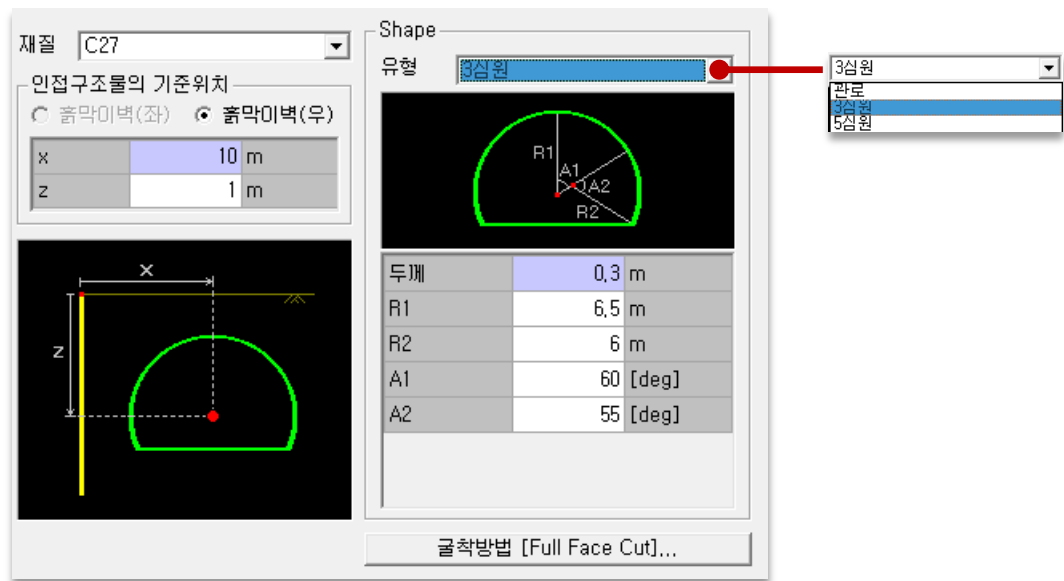 재질 C27
인접구조물의 기준위치
흙막이벽(좌) 흙막이벽(우)
x 10 m
z 1 m
x
z
Shape
유형 3심원
R1
A1
A2
R2
두께 0,3 m
R1 6,5 m
R2 6 m
A1 60 [deg]
A2 55 [deg]
굴착방법 [Full Face Cut]...
3심원
관로
3심원
5심원